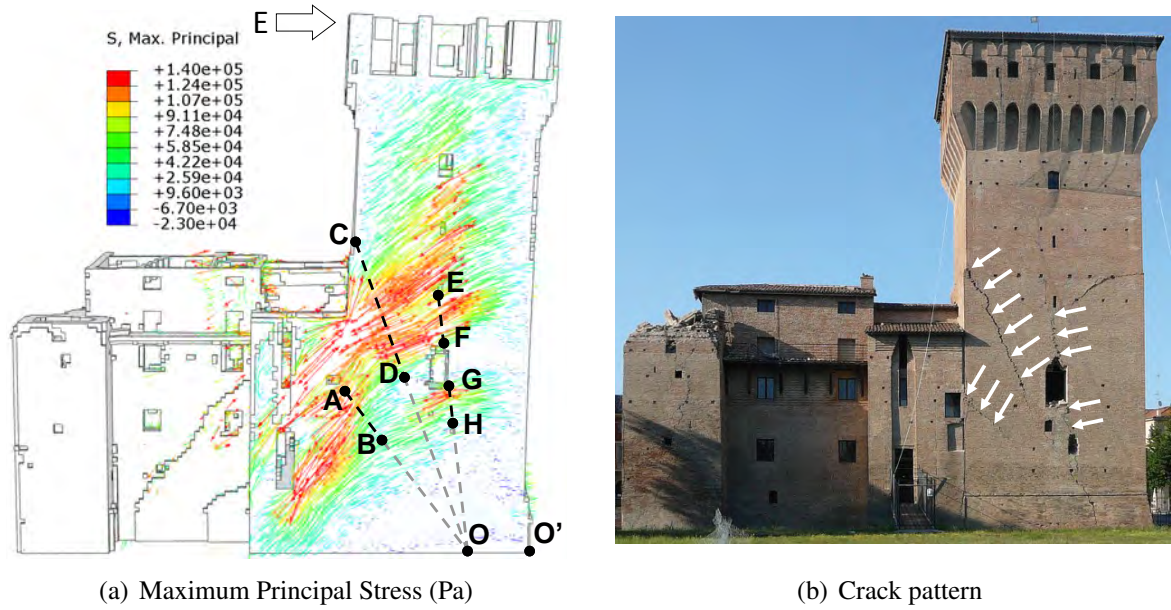 E
S, Max. Principal
+1.40e+05
+1.24e+05
+1.07e+05
+9.11e+04
+7.48e+04
+5.85e+04
+4.22e+04
+2.59e+04
+9.60e+03
-6.70e+03
-2.30e+04
C
E
F
D
G
A
H
B
O
O'
(a) Maximum Principal Stress (Pa)
(b) Crack pattern